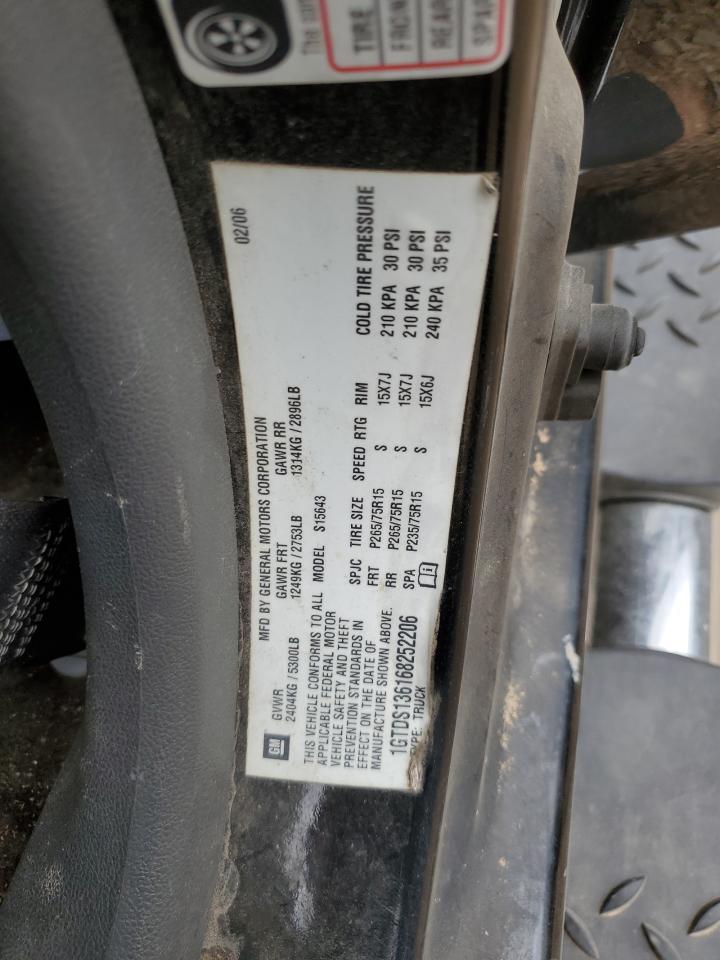 The
TIRE
FRON
REAR
SPAR
MFD BY GENERAL MOTORS CORPORATION 02/06
GM
GVWR GAWR FRT GAWR RR
2404KG / 5300LB 1249KG / 2753LB 1314KG / 2896LB
THIS VEHICLE CONFORMS TO ALL
APPLICABLE FEDERAL MOTOR
VEHICLE SAFETY AND THEFT
PREVENTION STANDARDS IN
EFFECT ON THE DATE OF
MANUFACTURE SHOWN ABOVE.
1GTDS136168252206
TYPE: TRUCK
MODEL S15643
SPJC TIRE SIZE SPEED RTG RIM COLD TIRE PRESSURE
FRT P265/75R15 S 15X7J 210 KPA 30 PSI
RR P265/75R15 S 15X7J 210 KPA 30 PSI
SPA P235/75R15 S 15X6J 240 KPA 35 PSI